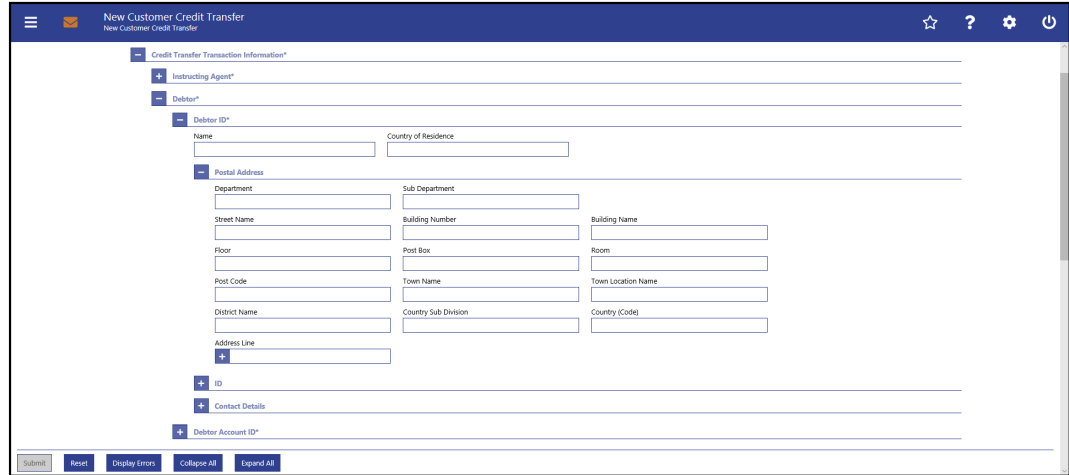 New Customer Credit Transfer
New Customer Credit Transfer
Credit Transfer Transaction Information*
Instructing Agent*
Debtor*
Debtor ID*
Name Country of Residence
Postal Address
Department Sub Department
Street Name Building Number Building Name
Floor Post Box Room
Post Code Town Name Town Location Name
District Name Country Sub Division Country (Code)
Address Line
ID
Contact Details
Debtor Account ID*
Submit Reset Display Errors Collapse All Expand All